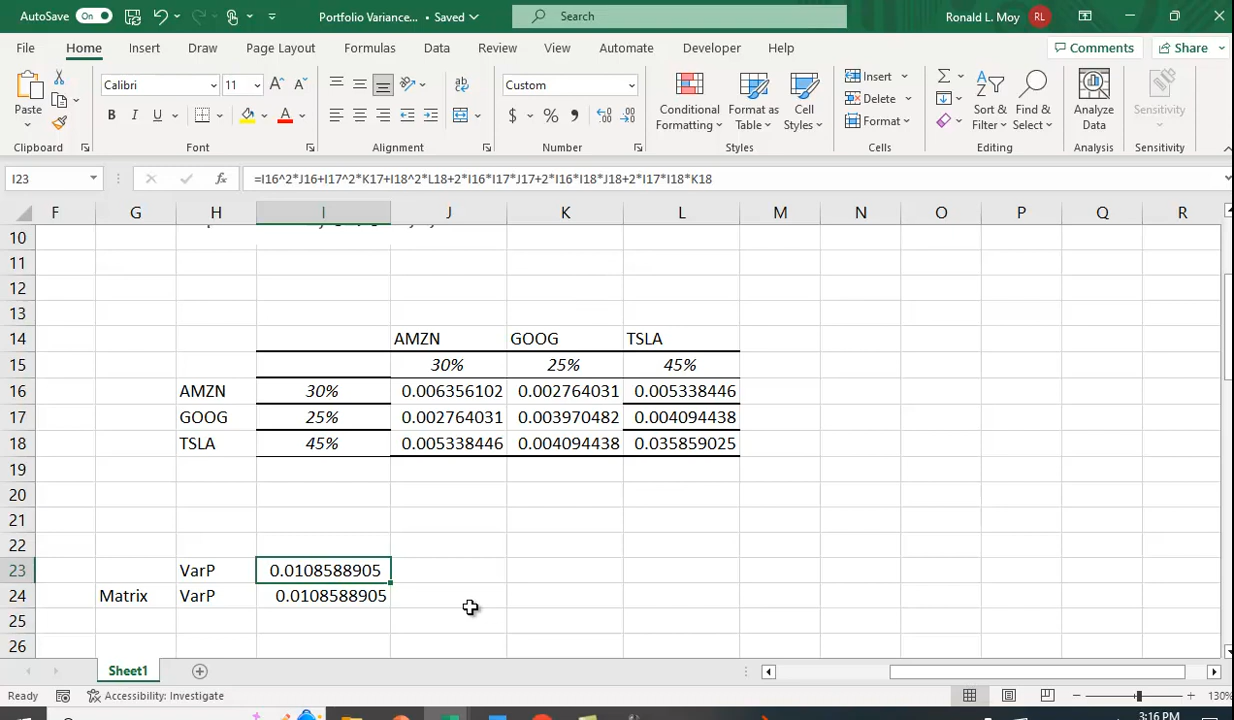 AutoSave On Portfolio Variance... • Saved Search Ronald L. Moy RL
File Home Insert Draw Page Layout Formulas Data Review View Automate Developer Help Comments Share
Paste Calibri 11 A A ab Custom Conditional Formatting Format as Table Cell Styles Insert Delete Format Sort & Filter Find & Select Analyze Data Sensitivity
B I U A $ % 9
Clipboard Font Alignment Number Styles Cells Editing Analysis Sensitivity
I23 fx =I16^2*J16+I17^2*K17+I18^2*L18+2*I16*I17*J17+2*I16*I18*J18+2*I17*I18*K18
F G H I J K L M N O P Q R
10
11
12
13
14 AMZN GOOG TSLA
15 30% 25% 45%
16 AMZN 30% 0.006356102 0.002764031 0.005338446
17 GOOG 25% 0.002764031 0.003970482 0.004094438
18 TSLA 45% 0.005338446 0.004094438 0.035859025
19
20
21
22
23 VarP 0.0108588905
24 Matrix VarP 0.0108588905
25
26
Sheet1
Ready Accessibility: Investigate 130%
3:16 PM